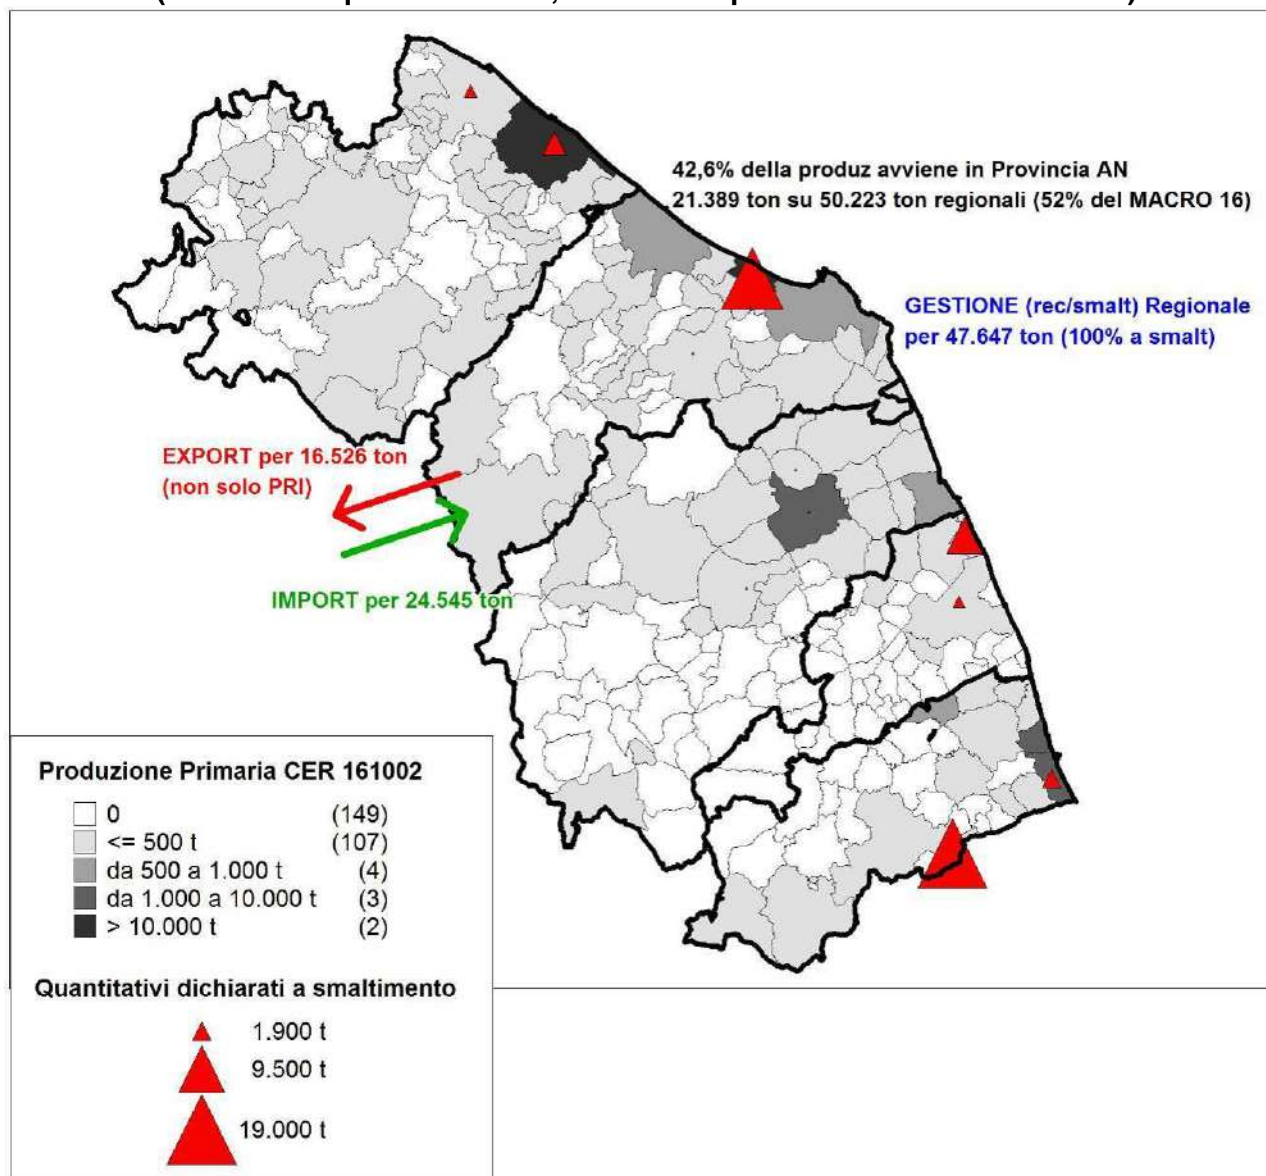 42,6% della produz avviene in Provincia AN
21.389 ton su 50.223 ton regionali (52% del MACRO 16)
GESTIONE (rec/smalt) Regionale
per 47.647 ton (100% a smalt)
EXPORT per 16.526 ton
(non solo PRI)
IMPORT per 24.545 ton
Produzione Primaria CER 161002
0 (149)
<= 500 t (107)
da 500 a 1.000 t (4)
da 1.000 a 10.000 t (3)
> 10.000 t (2)
Quantitativi dichiarati a smaltimento
1.900 t
9.500 t
19.000 t